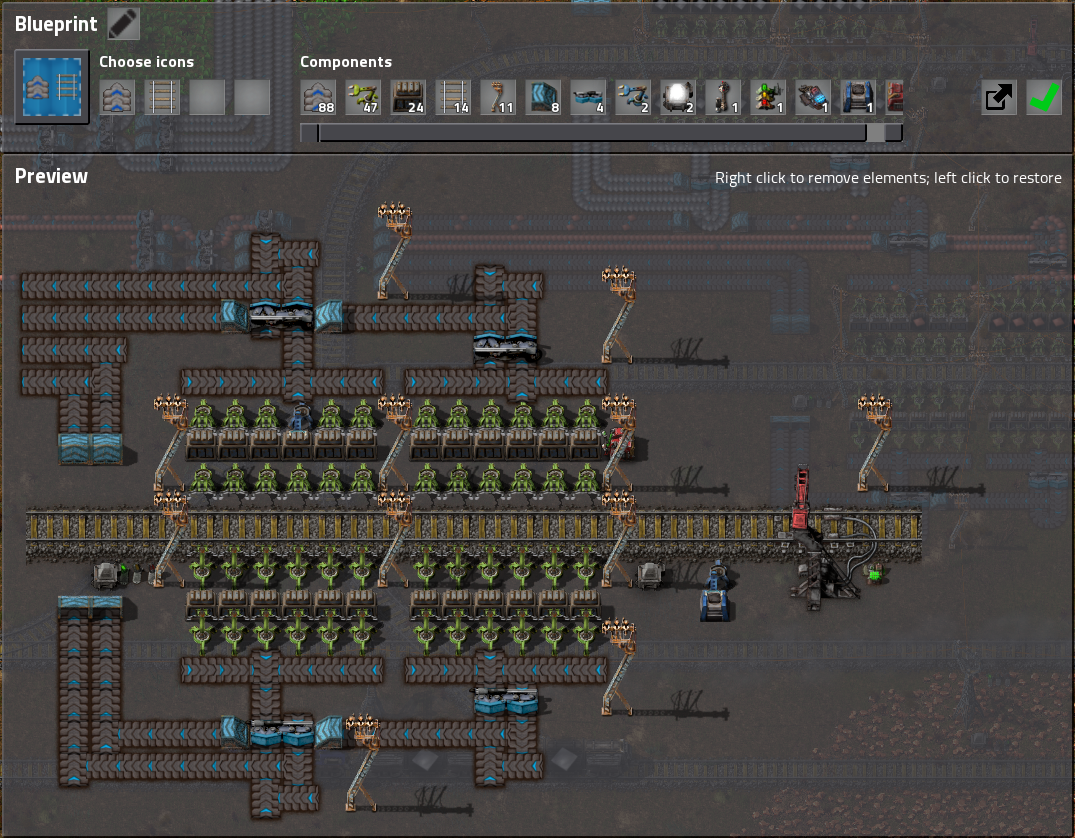 Blueprint
Choose icons
Components
88 47 24 14 11 8 4 2 2 1 1 1 1
Preview
Right click to remove elements; left click to restore